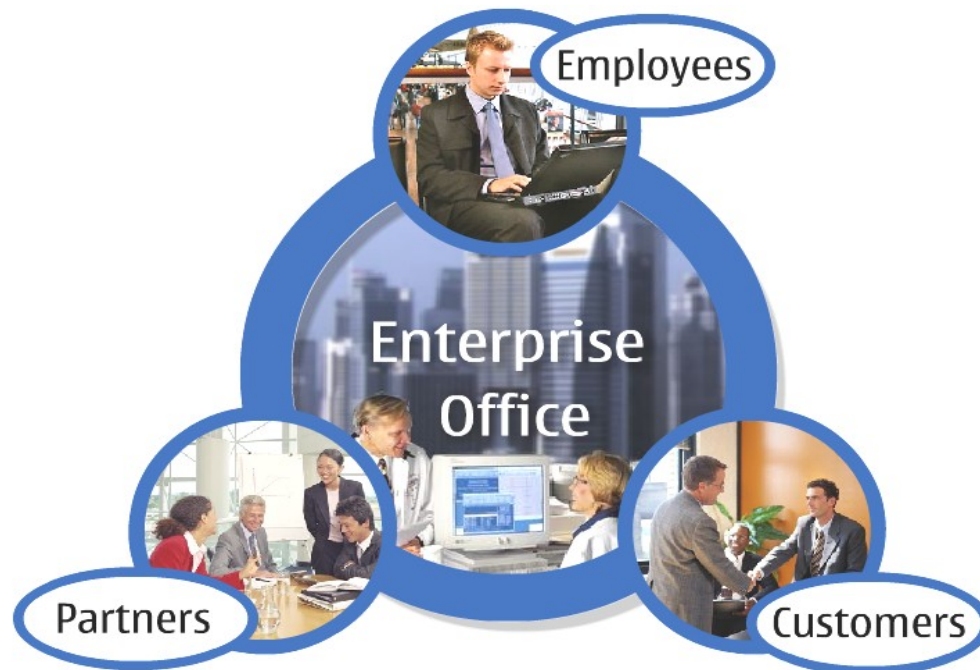 Employees
Enterprise
Office
Partners
Customers